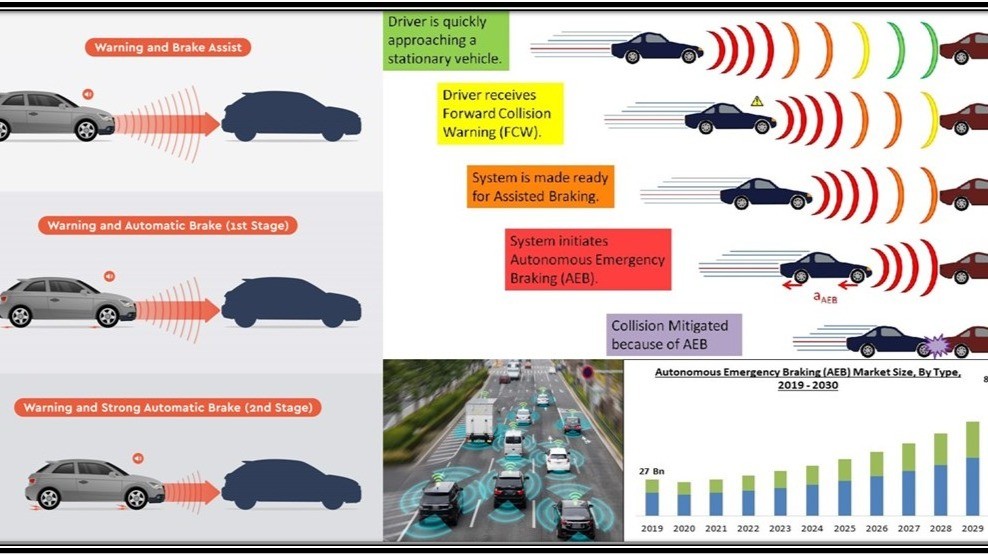 Warning and Brake Assist
Warning and Automatic Brake (1st Stage)
Warning and Strong Automatic Brake (2nd Stage)
Driver is quickly
approaching a
stationary vehicle.
Driver receives
Forward Collision
Warning (FCW).
System is made ready
for Assisted Braking.
System initiates
Autonomous Emergency
Braking (AEB).
aAEB
Collision Mitigated
because of AEB
Autonomous Emergency Braking (AEB) Market Size, By Type,
2019 - 2030
8
27 Bn
2019 2020 2021 2022 2023 2024 2025 2026 2027 2028 2029